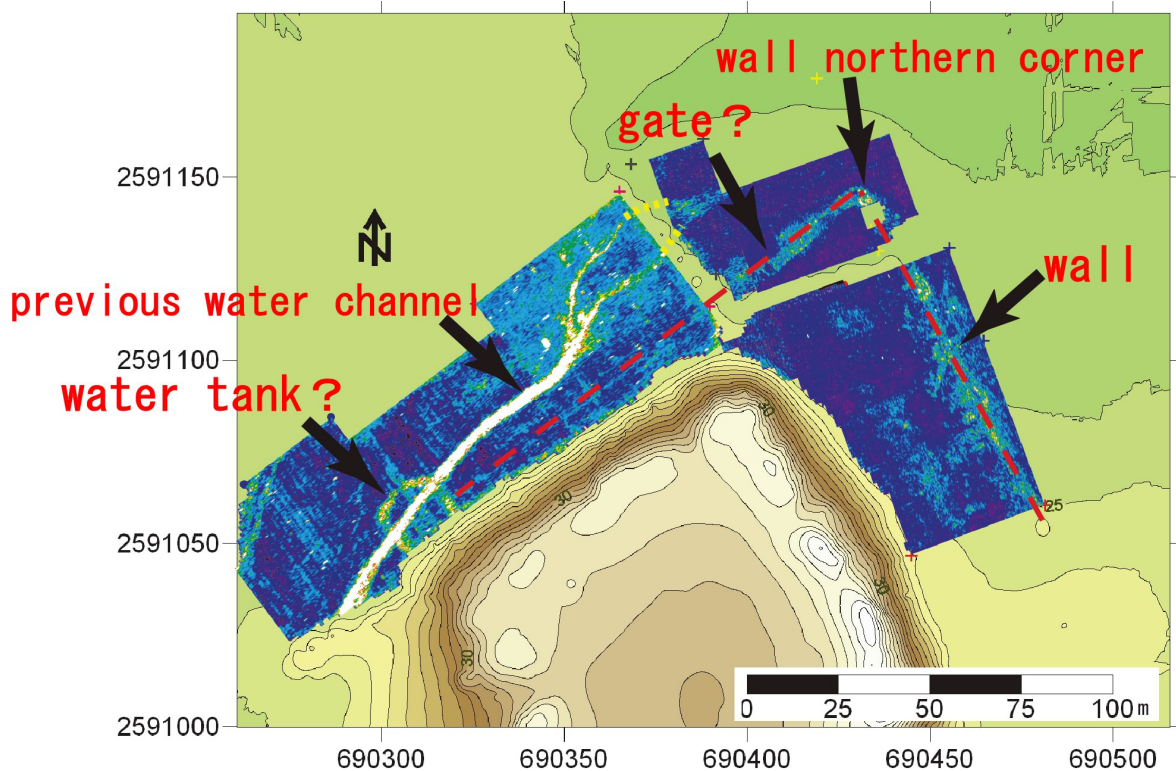 wall northern corner
gate?
2591150
N
wall
previous water channel
2591100
water tank?
30
30
25
2591050
30
30
0 25 50 75 100m
2591000
690300 690350 690400 690450 690500